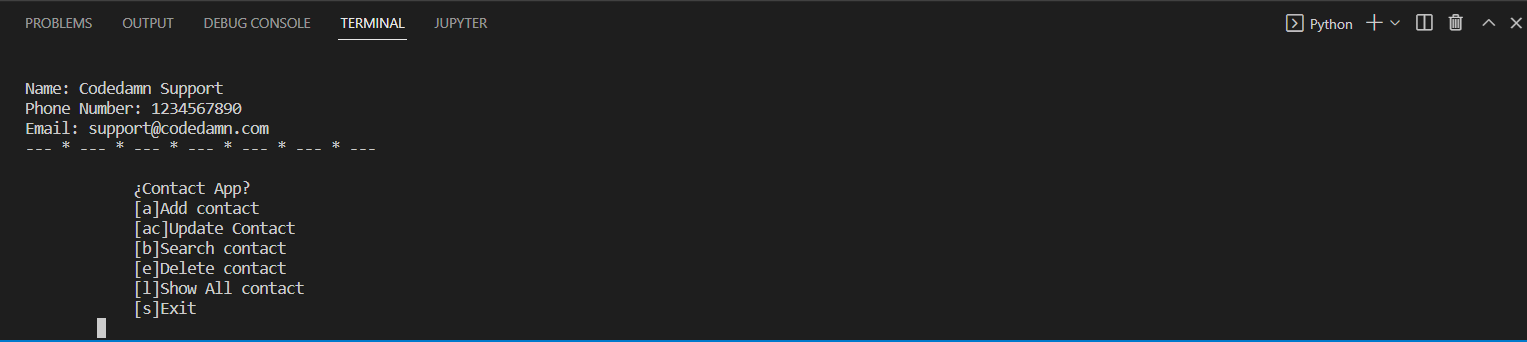 PROBLEMS OUTPUT DEBUG CONSOLE TERMINAL JUPYTER Python
Name: Codedamn Support
Phone Number: 1234567890
Email: support@codedamn.com
--- * --- * --- * --- * --- * --- * ---
¿Contact App?
[a]Add contact
[ac]Update Contact
[b]Search contact
[e]Delete contact
[l]Show All contact
[s]Exit